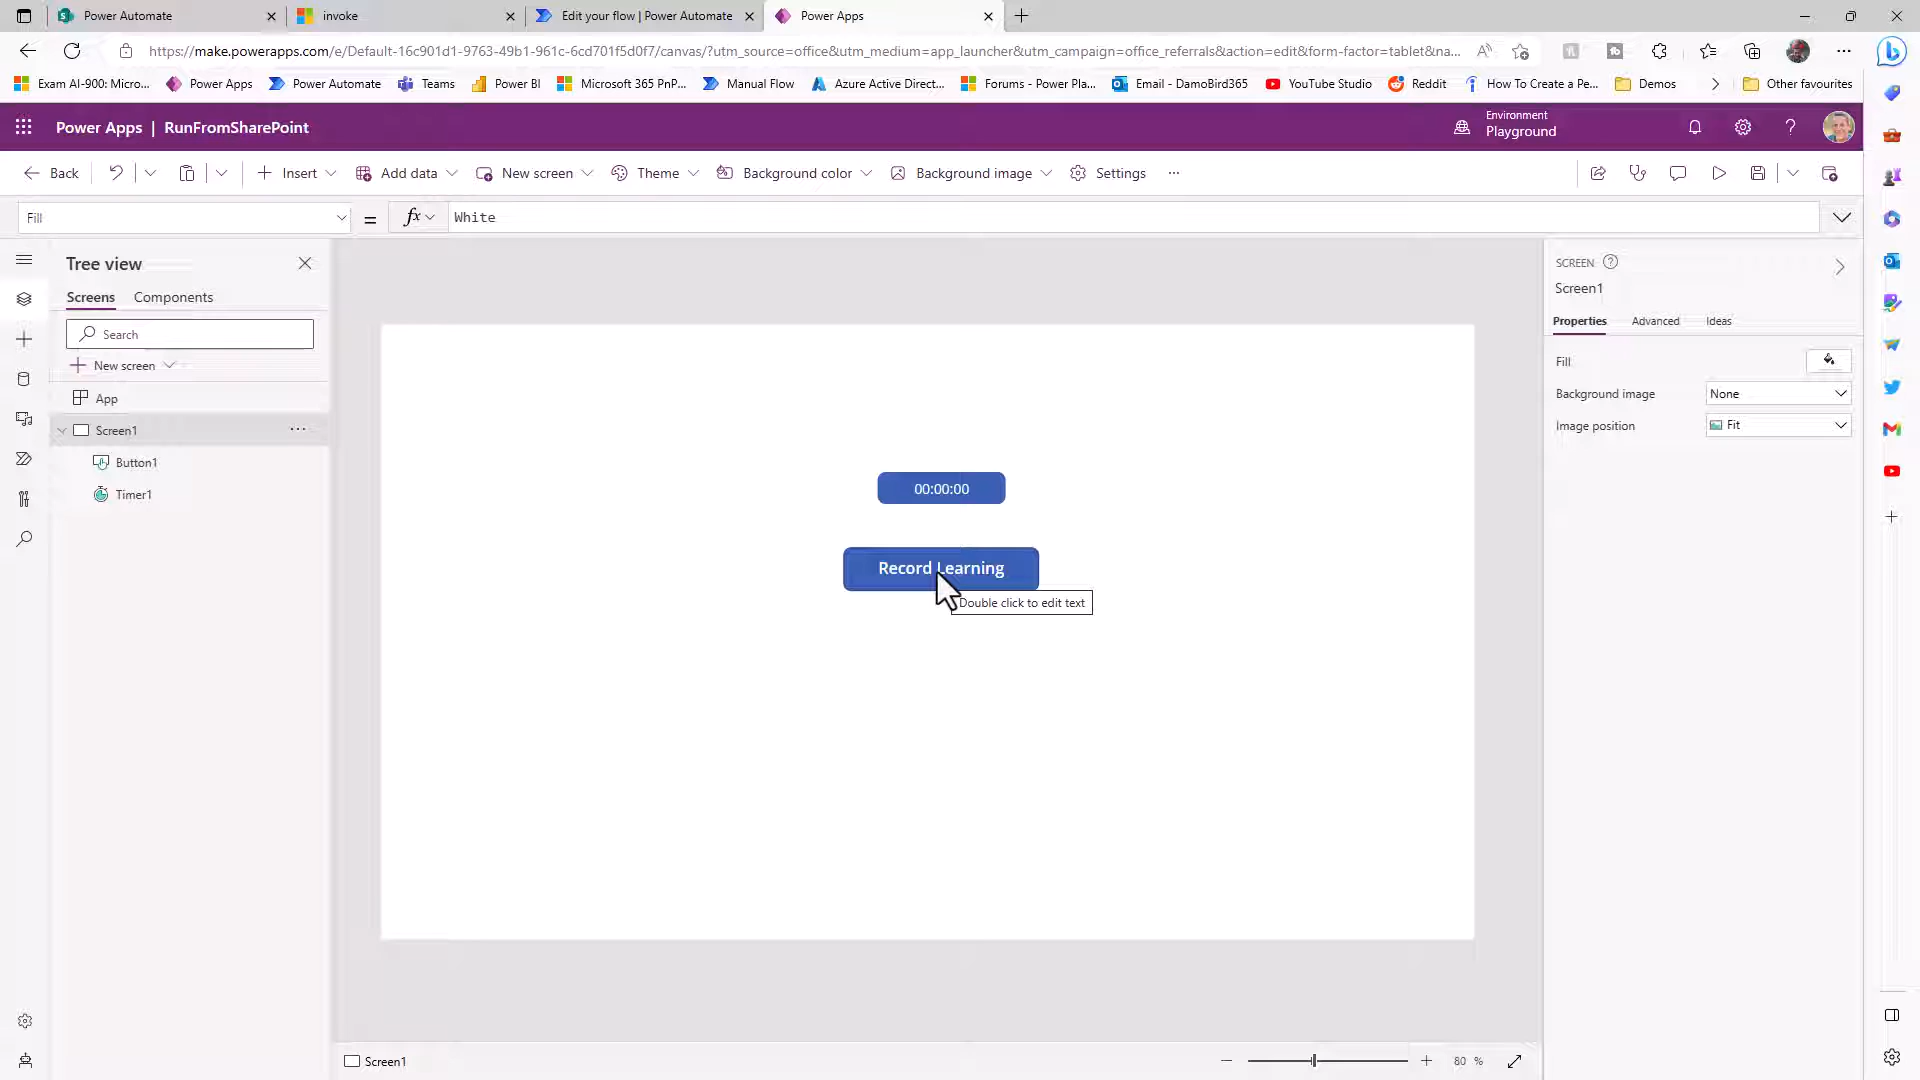 Power Automate
invoke
Edit your flow | Power Automate
Power Apps
https://make.powerapps.com/e/Default-16c901d1-9763-49b1-961c-6cd701f5d0f7/canvas/?utm_source=office&utm_medium=app_launcher&utm_campaign=office_referrals&action=edit&form-factor=tablet&na...
Exam AI-900: Micro...
Power Apps
Power Automate
Teams
Power BI
Microsoft 365 PnP...
Manual Flow
Azure Active Direct...
Forums - Power Pla...
Email - DamoBird365
YouTube Studio
Reddit
How To Create a Pe...
Demos
Other favourites
Power Apps | RunFromSharePoint
Environment
Playground
Back
Insert
Add data
New screen
Theme
Background color
Background image
Settings
Fill
= fx White
Tree view
Screens
Components
Search
New screen
App
Screen1
Button1
Timer1
00:00:00
Record Learning
Double click to edit text
SCREEN
Screen1
Properties
Advanced
Ideas
Fill
Background image
None
Image position
Fit
Screen1
80 %